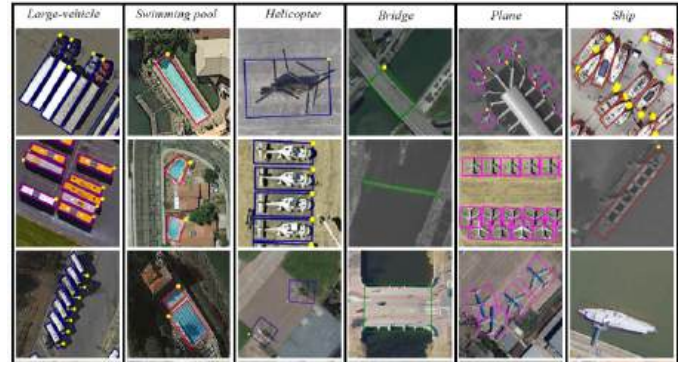 Large-vehicle
Swimming pool
Helicopter
Bridge
Plane
Ship